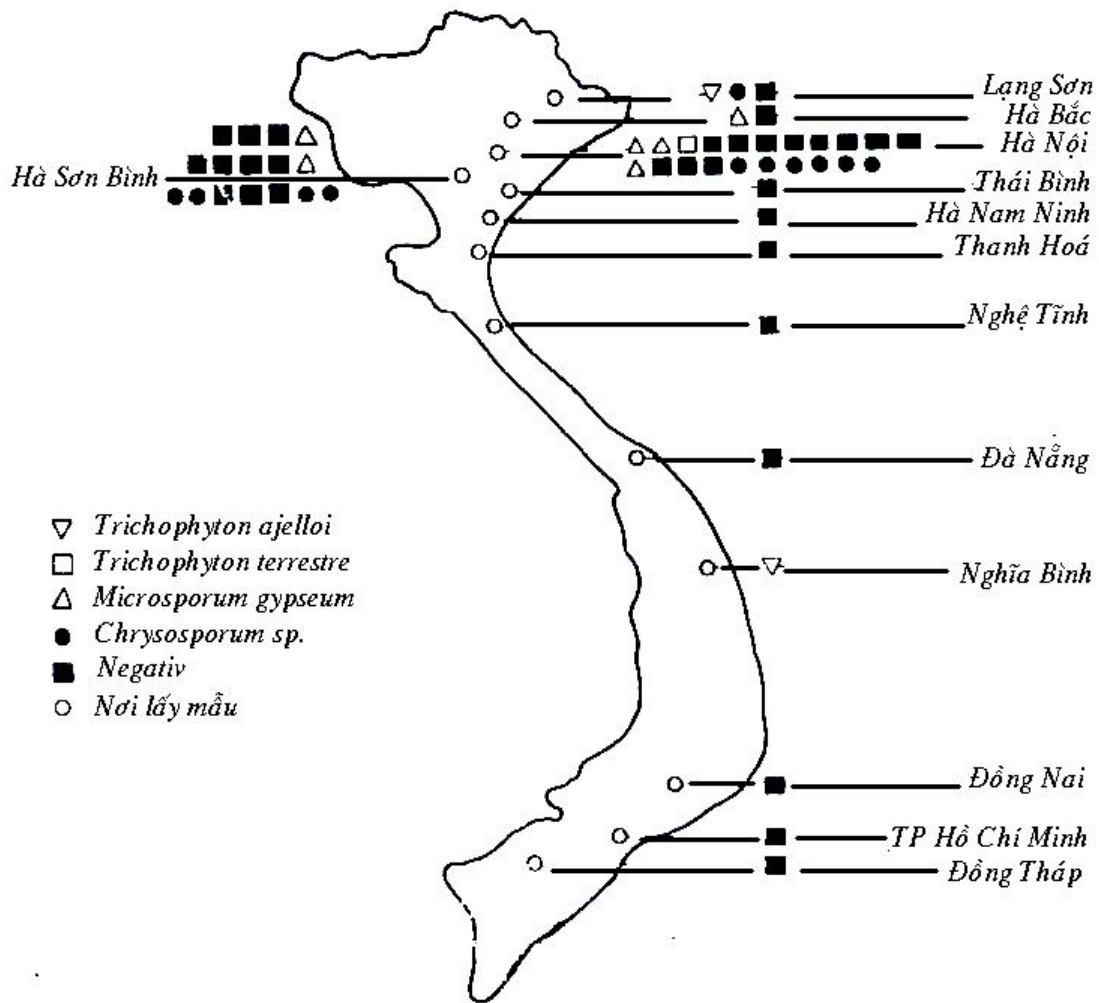 Lạng Sơn
Hà Bắc
Hà Nội
Hà Sơn Bình
Thái Bình
Hà Nam Ninh
Thanh Hoá
Nghệ Tĩnh
Đà Nẵng
Trichophyton ajelloi
Trichophyton terrestre
Nghĩa Bình
Microsporum gypseum
Chrysosporum sp.
Negativ
Nơi lấy mẫu
Đồng Nai
TP Hồ Chí Minh
Đồng Tháp